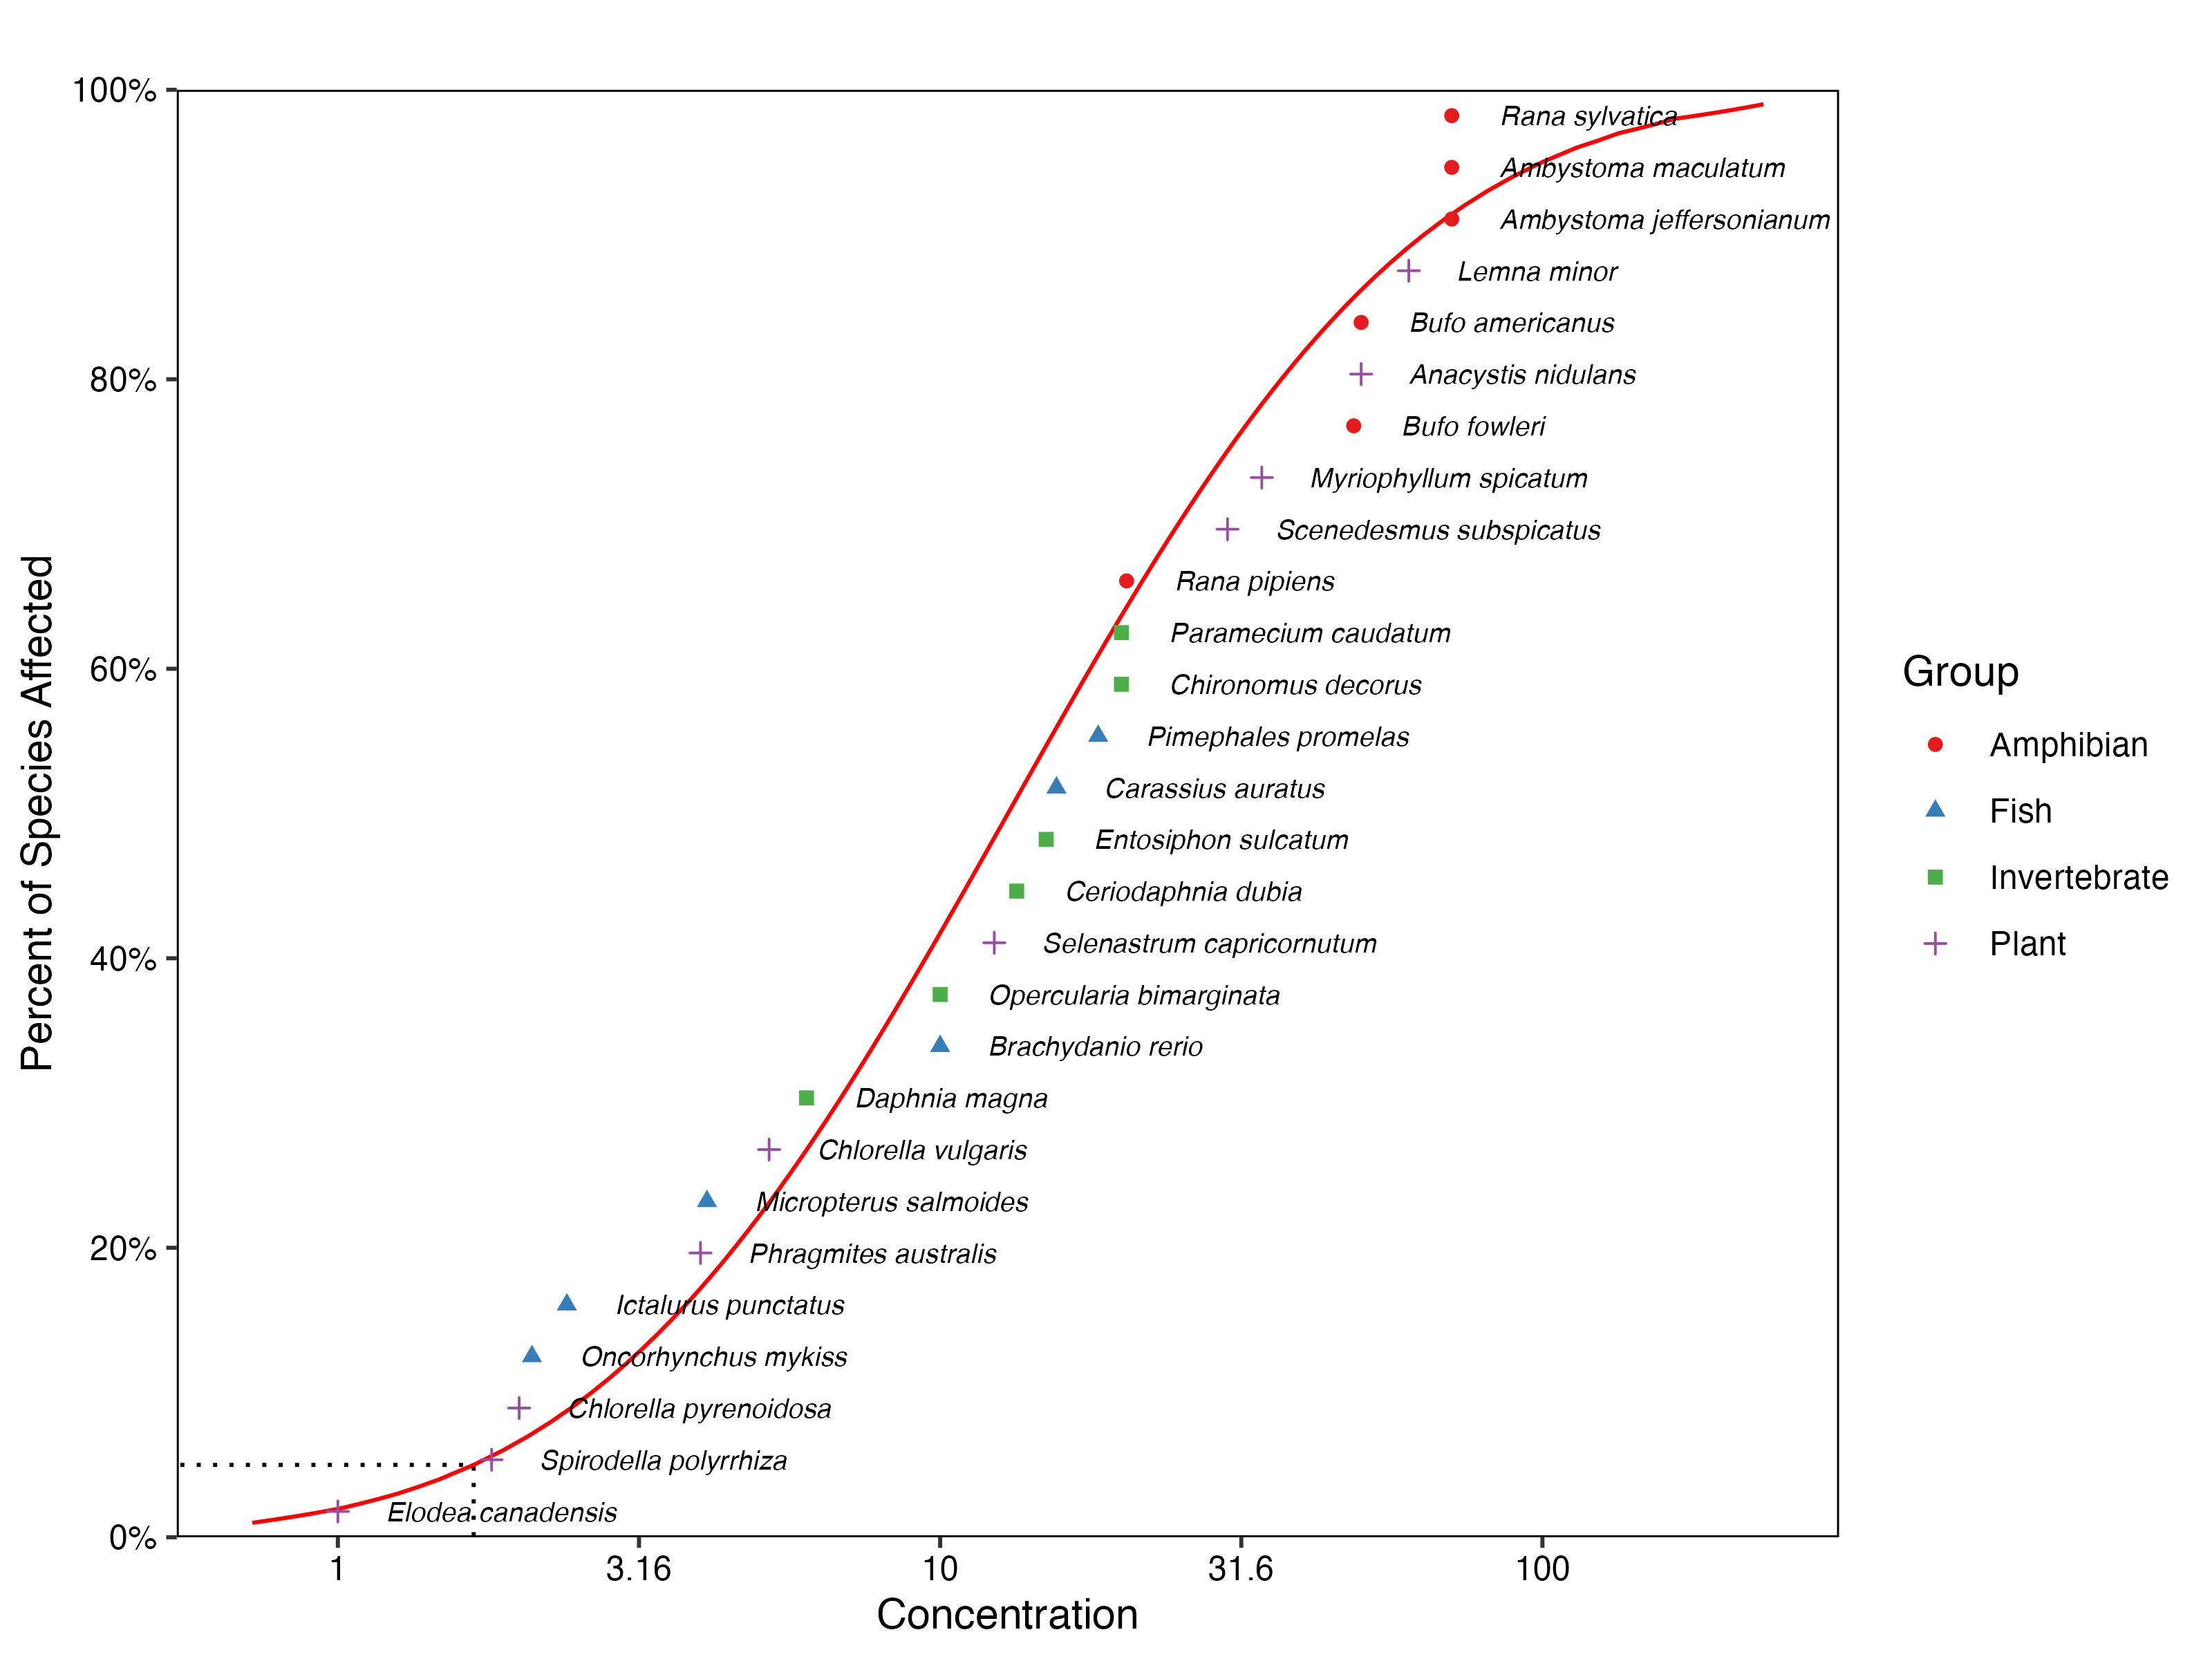 100%
80%
60%
40%
20%
0%
Percent of Species Affected
Rana sylvatica
Ambystoma maculatum
Ambystoma jeffersonianum
Lemna minor
Bufo americanus
Anacystis nidulans
Bufo fowleri
Myriophyllum spicatum
Scenedesmus subspicatus
Rana pipiens
Paramecium caudatum
Chironomus decorus
Pimephales promelas
Carassius auratus
Entosiphon sulcatum
Ceriodaphnia dubia
Selenastrum capricornutum
Opercularia bimarginata
Brachydanio rerio
Daphnia magna
Chlorella vulgaris
Micropterus salmoides
Phragmites australis
Ictalurus punctatus
Oncorhynchus mykiss
Chlorella pyrenoidosa
Spirodella polyrrhiza
Elodea canadensis
1
3.16
10
31.6
100
Concentration
Group
Amphibian
Fish
Invertebrate
Plant